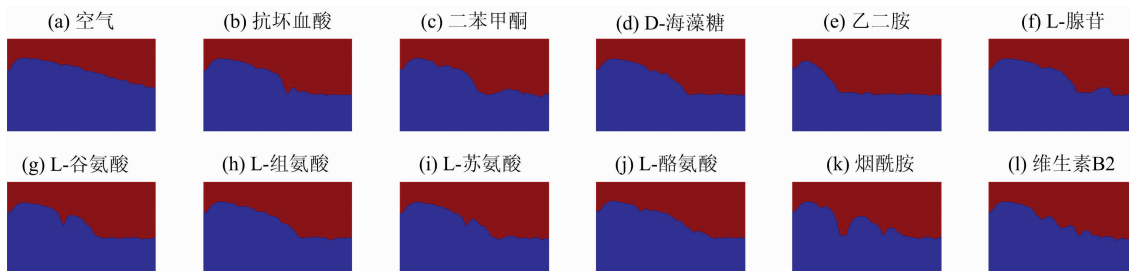 (a) 空气
(b) 抗坏血酸
(c) 二苯甲酮
(d) D-海藻糖
(e) 乙二胺
(f) L-腺苷
(g) L-谷氨酸
(h) L-组氨酸
(i) L-苏氨酸
(j) L-酪氨酸
(k) 烟酰胺
(l) 维生素B2